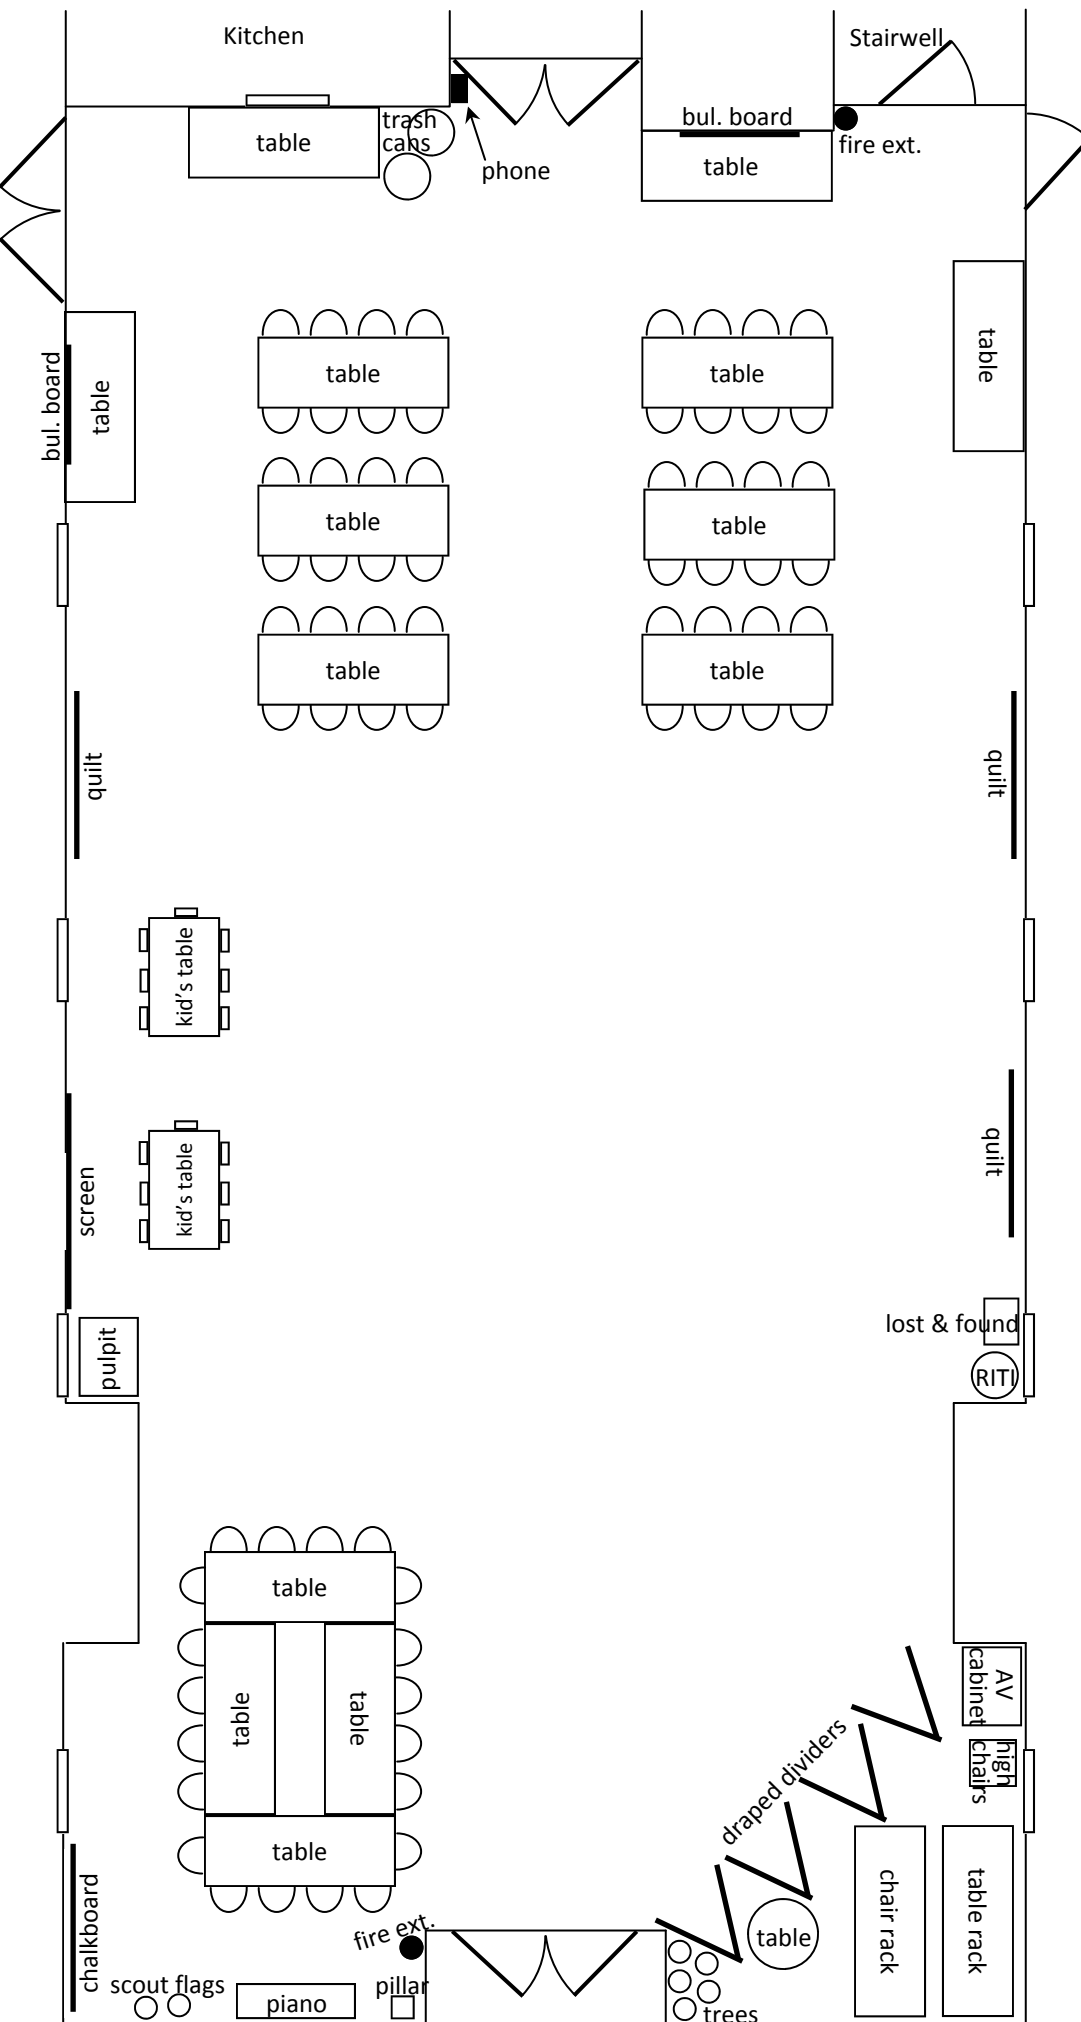 Kitchen
Stairwell
trash
cans
table
phone
bul. board
table
fire ext.
bul. board
table
table
table
table
table
table
table
table
table
quilt
quilt
kid's table
kid's table
screen
quilt
pulpit
lost & found
RITI
table
table
table
table
AV
cabinet
high
chairs
draped dividers
chair rack
table rack
table
chalkboard
fire ext.
scout flags
piano
pillar
trees